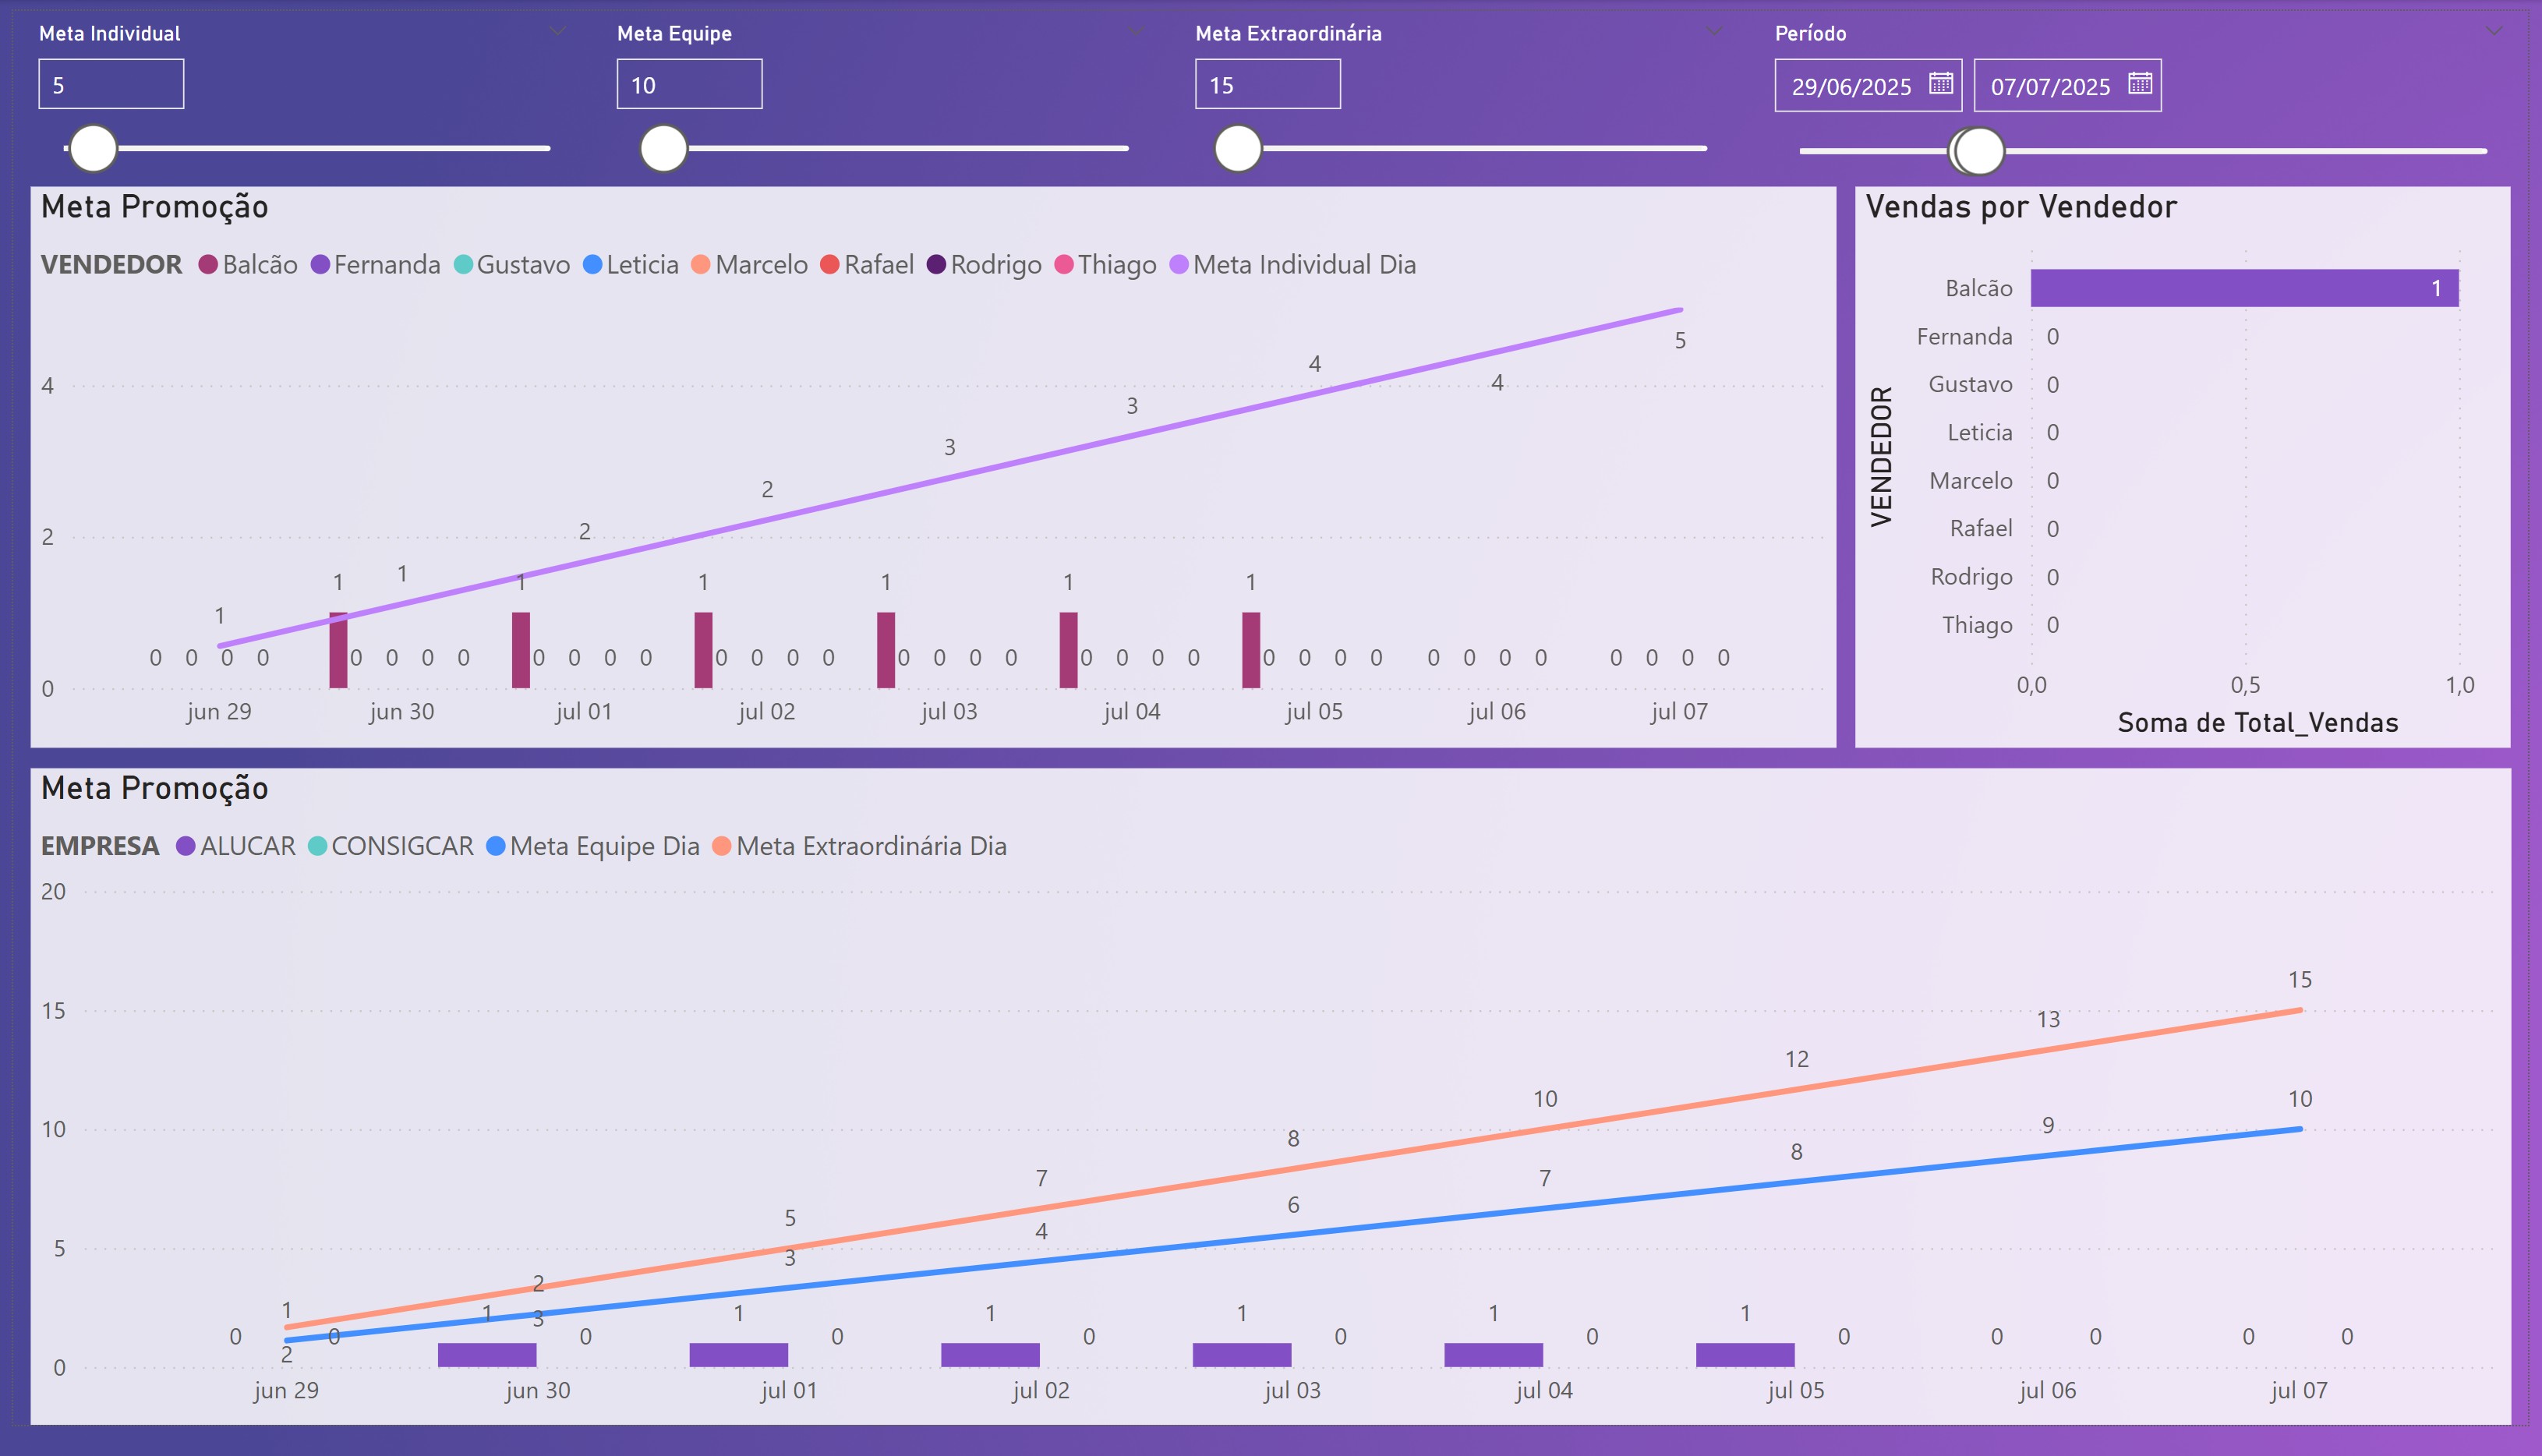 Meta Individual
5
Meta Equipe
10
Meta Extraordinária
15
Período
29/06/2025 07/07/2025
Meta Promoção
VENDEDOR Balcão Fernanda Gustavo Leticia Marcelo Rafael Rodrigo Thiago Meta Individual Dia
5
4
4
4
3
3
2
2
2
1 1 1 1 1 1 1 1
0 0 0 0 0 0 0 0 0 0 0 0 0 0 0 0 0 0 0 0 0 0 0 0 0 0 0 0 0 0 0 0 0 0 0 0
0
jun 29 jun 30 jul 01 jul 02 jul 03 jul 04 jul 05 jul 06 jul 07
Vendas por Vendedor
VENDEDOR
Balcão 1
Fernanda 0
Gustavo 0
Leticia 0
Marcelo 0
Rafael 0
Rodrigo 0
Thiago 0
0,0 0,5 1,0
Soma de Total_Vendas
Meta Promoção
EMPRESA ALUCAR CONSIGCAR Meta Equipe Dia Meta Extraordinária Dia
20
15
15
13
12
10 10
10 9
8 8
7 7
6
5 4
5 3
2
1 1 3 1 1 1 1 1
0 0 0 0 0 0 0 0 0 0 0 0
0 2
jun 29 jun 30 jul 01 jul 02 jul 03 jul 04 jul 05 jul 06 jul 07